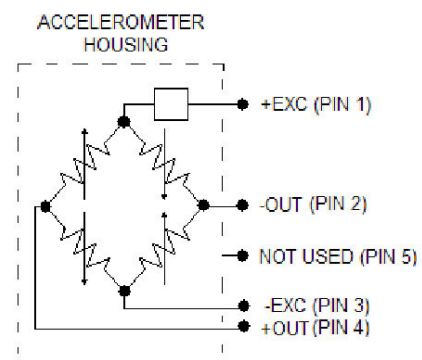 ACCELEROMETER
HOUSING
+EXC (PIN 1)
-OUT (PIN 2)
NOT USED (PIN 5)
-EXC (PIN 3)
+OUT(PIN 4)